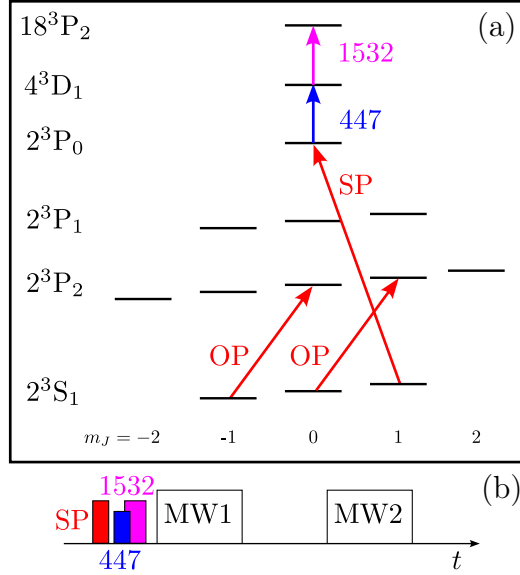 (a)
18³P₂
1532
4³D₁
447
2³P₀
SP
2³P₁
2³P₂
OP OP
2³S₁
m_J = −2 -1 0 1 2
(b)
1532
SP MW1 MW2
447 t